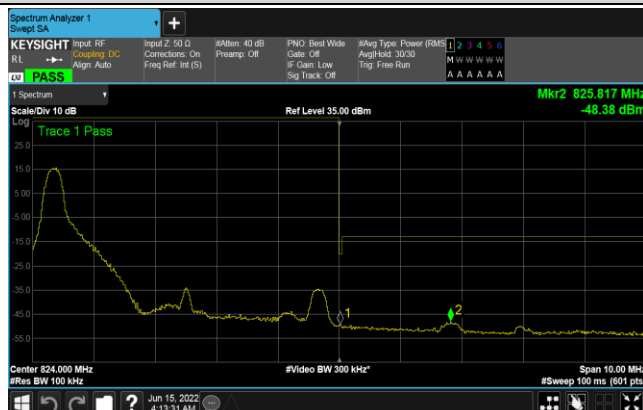 Spectrum Analyzer 1
Swept SA
+
KEYSIGHT Input: RF Input Z: 50 Ω #Atten: 40 dB PNO: Best Wide #Avg Type: Power (RMS 1 2 3 4 5 6
RL Coupling: DC Corrections: On Preamp: Off Gate: Off Avg|Hold: 30/30 M W W W W W
Align: Auto Freq Ref: Int (S) IF Gain: Low Trig: Free Run
LXI PASS Sig Track: Off A A A A A A
1 Spectrum Mkr2 825.817 MHz
Scale/Div 10 dB Ref Level 35.00 dBm -48.38 dBm
Log
Trace 1 Pass
25.0
15.0
5.00
-5.00
-15.0
-25.0
-35.0
-45.0
1 2
-55.0
Center 824.000 MHz #Video BW 300 kHz* Span 10.00 MHz
#Res BW 100 kHz #Sweep 100 ms (601 pts
? Jun 15, 2022
4:13:31 AM